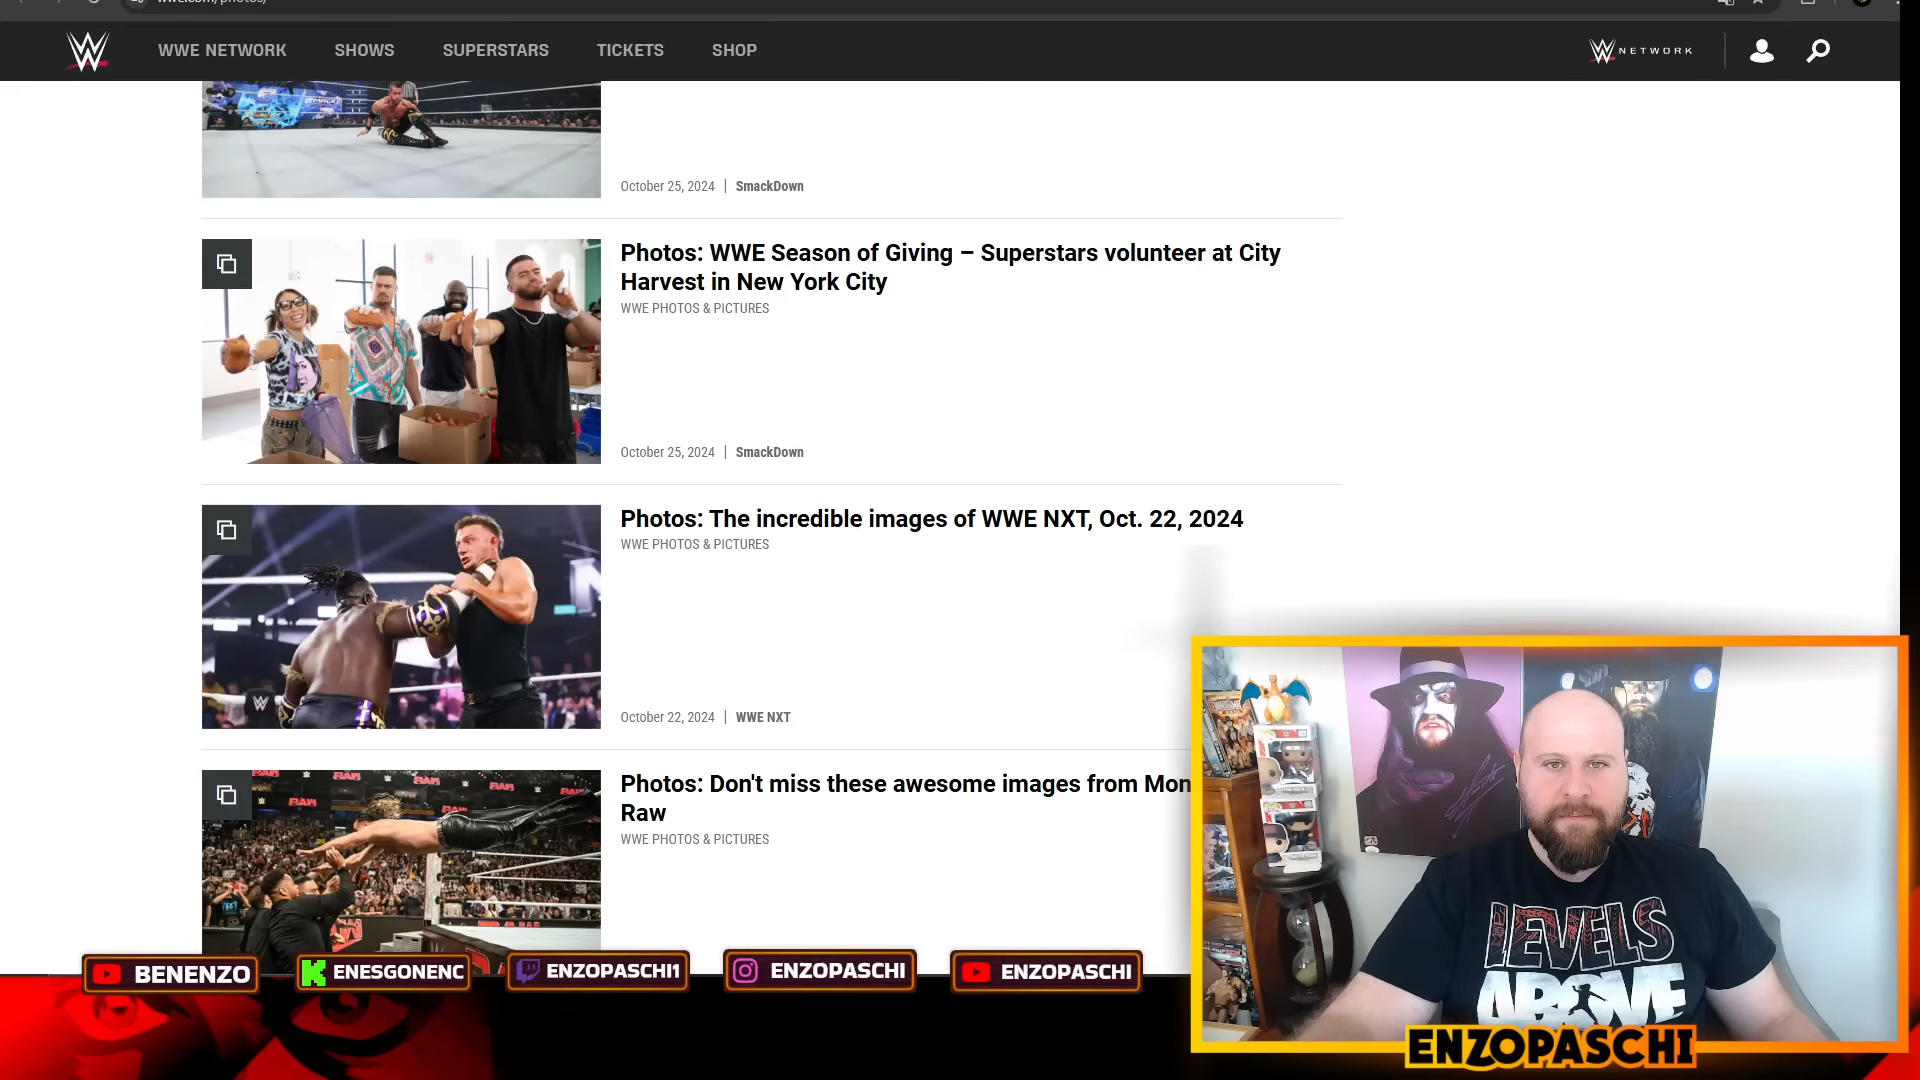 WWE NETWORK
SHOWS
SUPERSTARS
TICKETS
SHOP
NETWORK
October 25, 2024 | SmackDown
Photos: WWE Season of Giving – Superstars volunteer at City
Harvest in New York City
WWE PHOTOS & PICTURES
October 25, 2024 | SmackDown
Photos: The incredible images of WWE NXT, Oct. 22, 2024
WWE PHOTOS & PICTURES
October 22, 2024 | WWE NXT
Photos: Don't miss these awesome images from Mon
Raw
WWE PHOTOS & PICTURES
BENENZO
ENESGONENC
ENZOPASCHI1
ENZOPASCHI
ENZOPASCHI
LEVELS
ABOVE
ENZOPASCHI